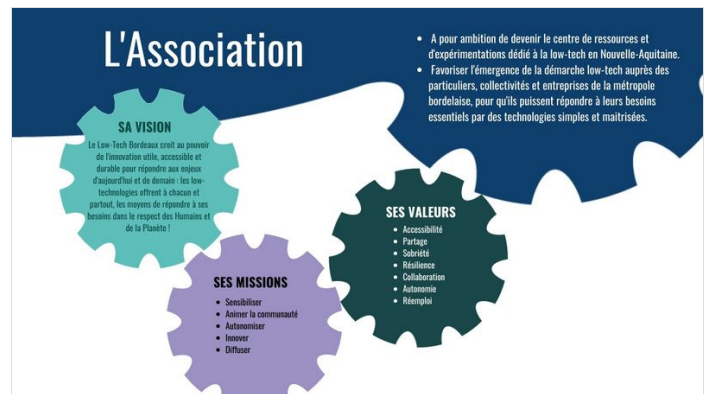 L'Association
A pour ambition de devenir le centre de ressources et
d'expérimentations dédié à la low-tech en Nouvelle-Aquitaine.
Favoriser l'émergence de la démarche low-tech auprès des
particuliers, collectivités et entreprises de la métropole
bordelaise, pour qu'ils puissent répondre à leurs besoins
essentiels par des technologies simples et maitrisées.
SA VISION
Le Low-Tech Bordeaux croit au pouvoir
de l'innovation utile, accessible et
durable pour répondre aux enjeux
d'aujourd'hui et de demain : les low-
technologies offrent à chacun et
partout, les moyens de répondre à ses
besoins dans le respect des Humains et
de la Planète !
SES VALEURS
Accessibilité
Partage
Sobriété
Résilience
Collaboration
Autonomie
Réemploi
SES MISSIONS
Sensibiliser
Animer la communauté
Autonomiser
Innover
Diffuser